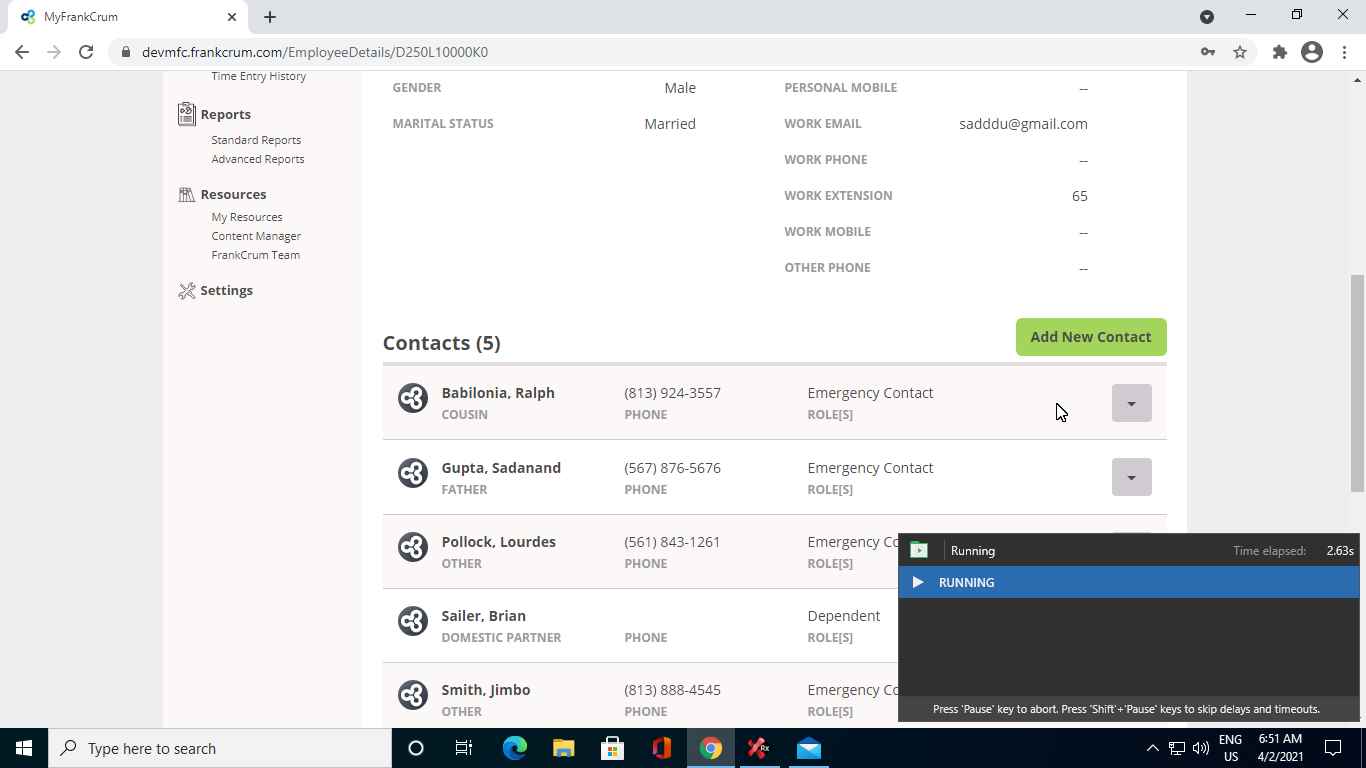 MyFrankCrum
devmfc.frankcrum.com/EmployeeDetails/D250L10000K0
Time Entry History
Reports
Standard Reports
Advanced Reports
Resources
My Resources
Content Manager
FrankCrum Team
Settings
GENDER Male
MARITAL STATUS Married
PERSONAL MOBILE --
WORK EMAIL sadddu@gmail.com
WORK PHONE --
WORK EXTENSION 65
WORK MOBILE --
OTHER PHONE --
Contacts (5) Add New Contact
Babilonia, Ralph (813) 924-3557 Emergency Contact
COUSIN PHONE ROLE[S]
Gupta, Sadanand (567) 876-5676 Emergency Contact
FATHER PHONE ROLE[S]
Pollock, Lourdes (561) 843-1261 Emergency Co
OTHER PHONE ROLE[S]
Sailer, Brian Dependent
DOMESTIC PARTNER PHONE ROLE[S]
Smith, Jimbo (813) 888-4545 Emergency Co
OTHER PHONE ROLE[S]
Running Time elapsed: 2.63s
RUNNING
Press 'Pause' key to abort. Press 'Shift'+'Pause' keys to skip delays and timeouts.
Type here to search
Rx
ENG
US
6:51 AM
4/2/2021